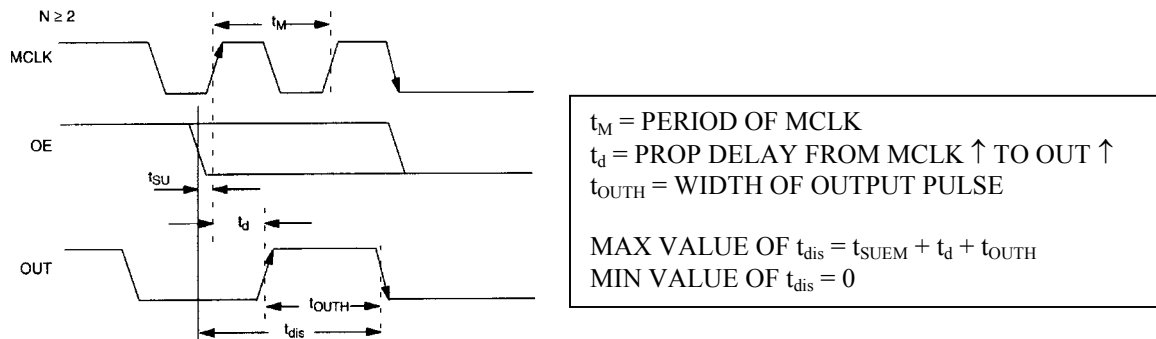 N ≥ 2
tM
MCLK
OE
tSU
td
OUT
tOUTH
tdis
tM = PERIOD OF MCLK
td = PROP DELAY FROM MCLK ↑ TO OUT ↑
tOUTH = WIDTH OF OUTPUT PULSE
MAX VALUE OF tdis = tSUEM + td + tOUTH
MIN VALUE OF tdis = 0